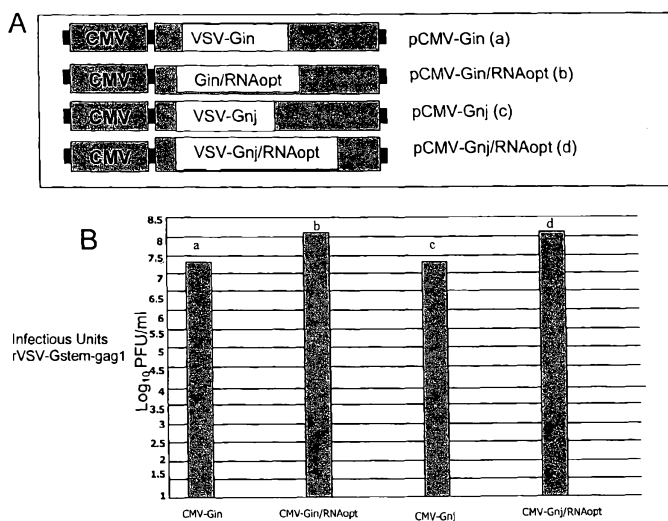 A
CMV VSV-Gin pCMV-Gin (a)
CMV Gin/RNAopt pCMV-Gin/RNAopt (b)
CMV VSV-Gnj pCMV-Gnj (c)
CMV VSV-Gnj/RNAopt pCMV-Gnj/RNAopt (d)
B
Infectious Units
rVSV-Gstem-gag1
Log10PFU/ml
8.5
8
7.5
7
6.5
6
5.5
5
4.5
4
3.5
3
2.5
2
1.5
1
a
b
c
d
CMV-Gin
CMV-Gin/RNAopt
CMV-Gnj
CMV-Gnj/RNAopt